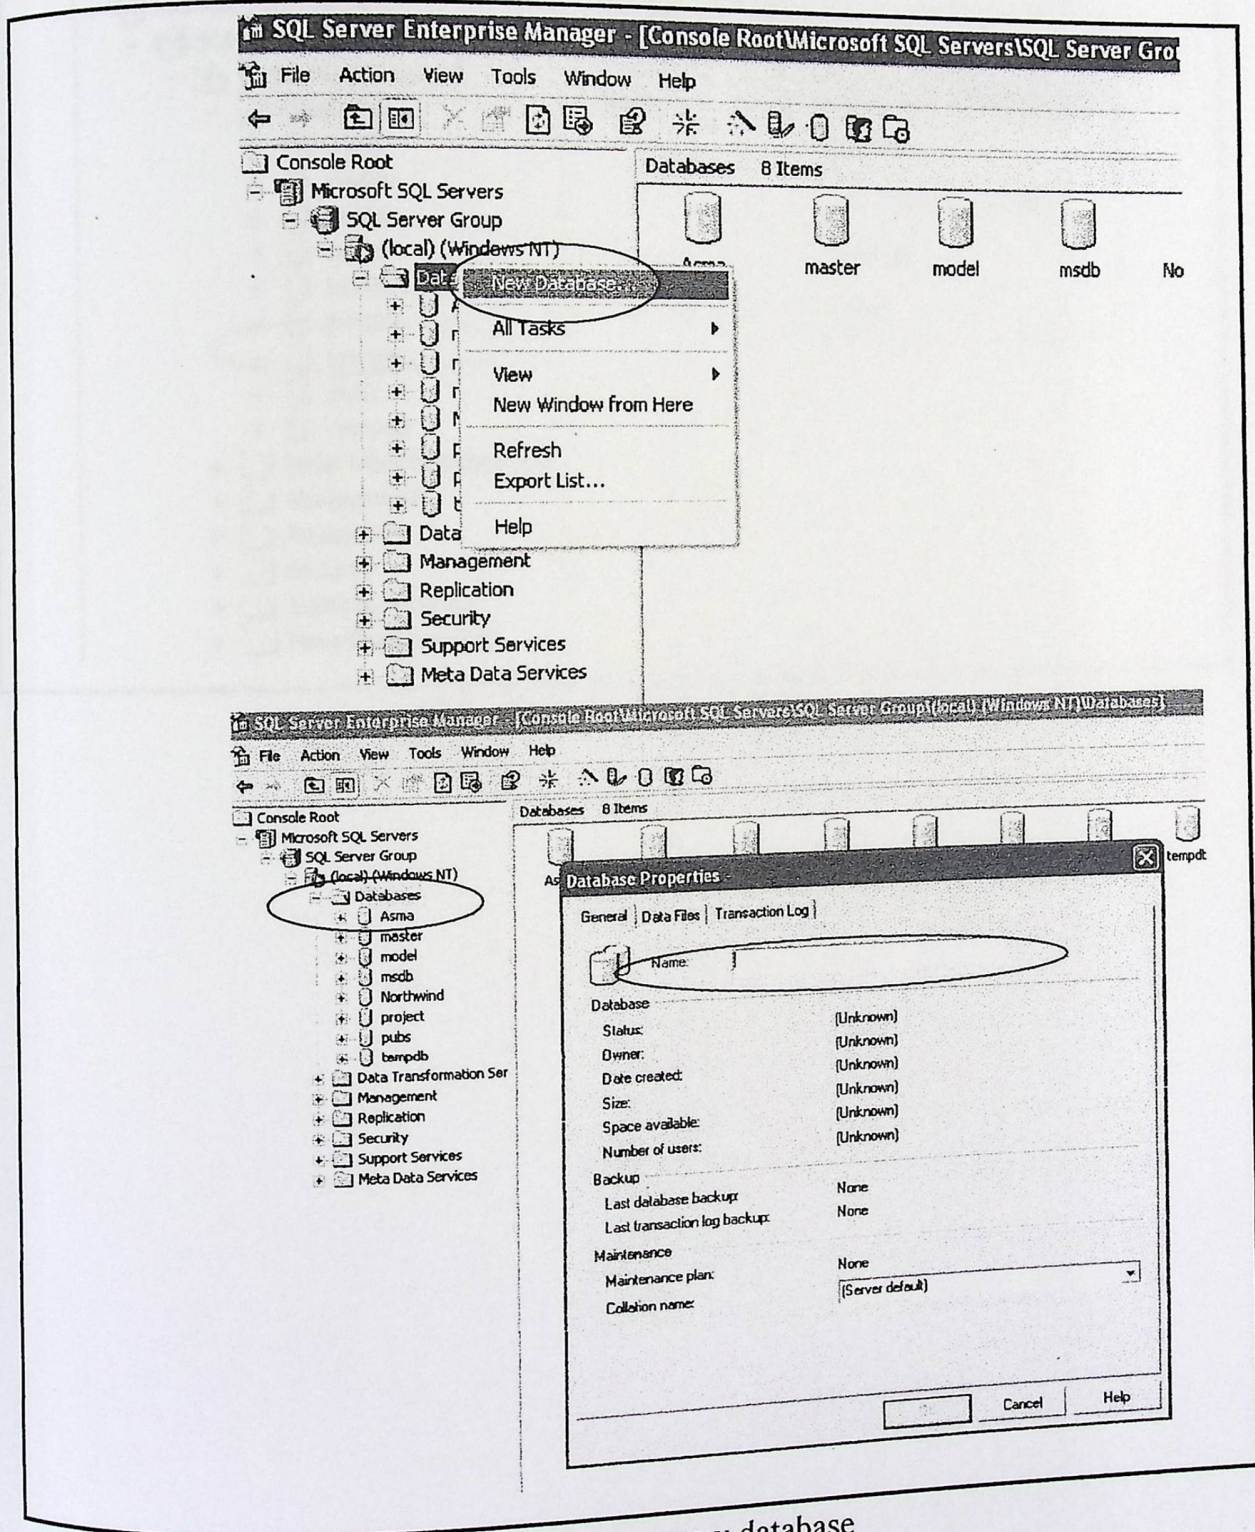 SQL Server Enterprise Manager - [Console Root\Microsoft SQL Servers\SQL Server Gro
File Action View Tools Window Help
Console Root
Microsoft SQL Servers
SQL Server Group
(local) (Windows NT)
Databases 8 Items
Asma master model msdb No
New Database...
All Tasks
View
New Window from Here
Refresh
Export List...
Help
Data
Management
Replication
Security
Support Services
Meta Data Services
SQL Server Enterprise Manager - [Console Root\Microsoft SQL Servers\SQL Server Group\(local) (Windows NT)\Databases]
File Action View Tools Window Help
Console Root
Microsoft SQL Servers
SQL Server Group
(local) (Windows NT)
Databases
Asma
master
model
msdb
Northwind
project
pubs
tempdb
Data Transformation Ser
Management
Replication
Security
Support Services
Meta Data Services
Databases 8 Items
As
tempdt
Database Properties -
General Data Files Transaction Log
Name:
Database
Status: (Unknown)
Owner: (Unknown)
Date created: (Unknown)
Size: (Unknown)
Space available: (Unknown)
Number of users: (Unknown)
Backup
Last database backup: None
Last transaction log backup: None
Maintenance
Maintenance plan: None
Collation name: (Server default)
Cancel Help
database